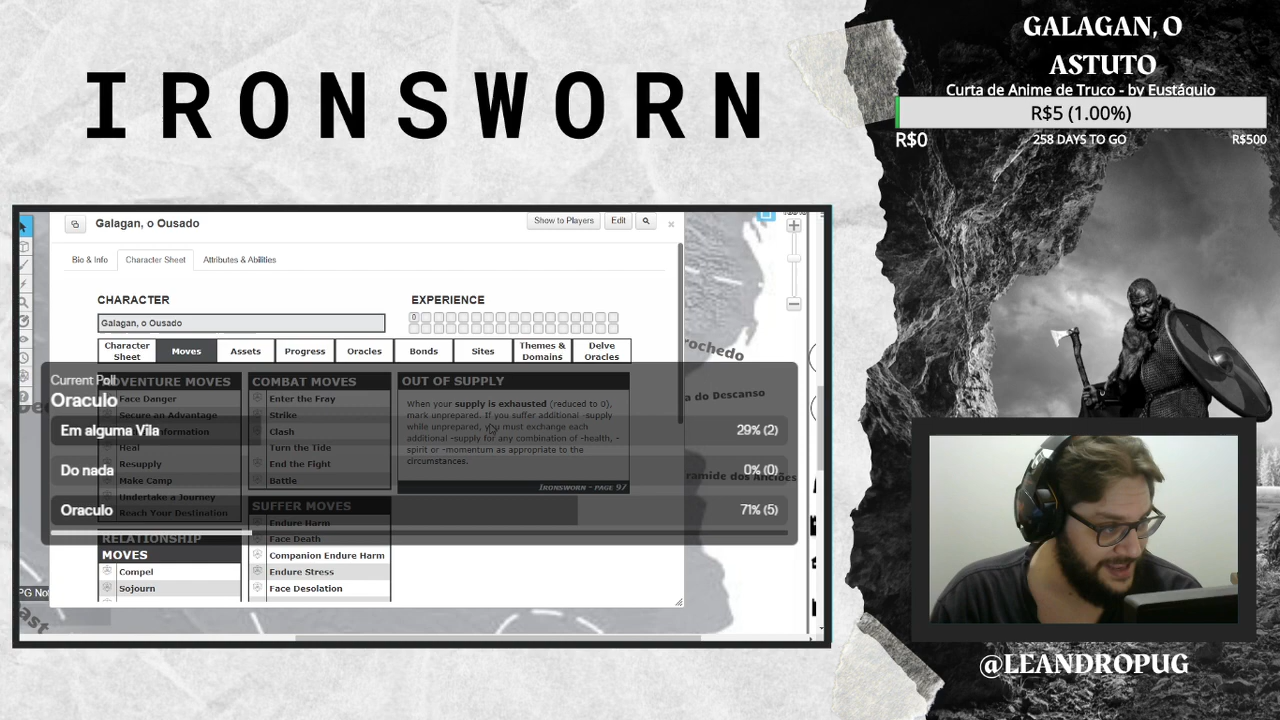 IRONSWORN
GALAGAN, O
ASTUTO
Curta de Anime de Truco - by Eustáquio
R$5 (1.00%)
R$0
258 DAYS TO GO
R$500
Galagan, o Ousado
Show to Players
Edit
Bio & Info
Character Sheet
Attributes & Abilities
CHARACTER
EXPERIENCE
Galagan, o Ousado
0
Character Sheet
Moves
Assets
Progress
Oracles
Bonds
Sites
Themes & Domains
Delve Oracles
Current Poll
Oraculo
Em alguma Vila
29% (2)
Do nada
0% (0)
Oraculo
71% (5)
ADVENTURE MOVES
Face Danger
Secure an Advantage
Heal
Resupply
Make Camp
Undertake a Journey
Reach Your Destination
RELATIONSHIP
MOVES
Compel
Sojourn
COMBAT MOVES
Enter the Fray
Strike
Clash
Turn the Tide
End the Fight
Battle
SUFFER MOVES
Endure Harm
Face Death
Companion Endure Harm
Endure Stress
Face Desolation
OUT OF SUPPLY
When your supply is exhausted (reduced to 0),
mark unprepared. If you suffer additional -supply
while unprepared, you must exchange each
additional -supply for any combination of -health, -
spirit or -momentum as appropriate to the
circumstances.
IRONSWORN - PAGE 97
rochedo
a do Descanso
ramide dos Anciões
PG Not
ast
@LEANDROPUG